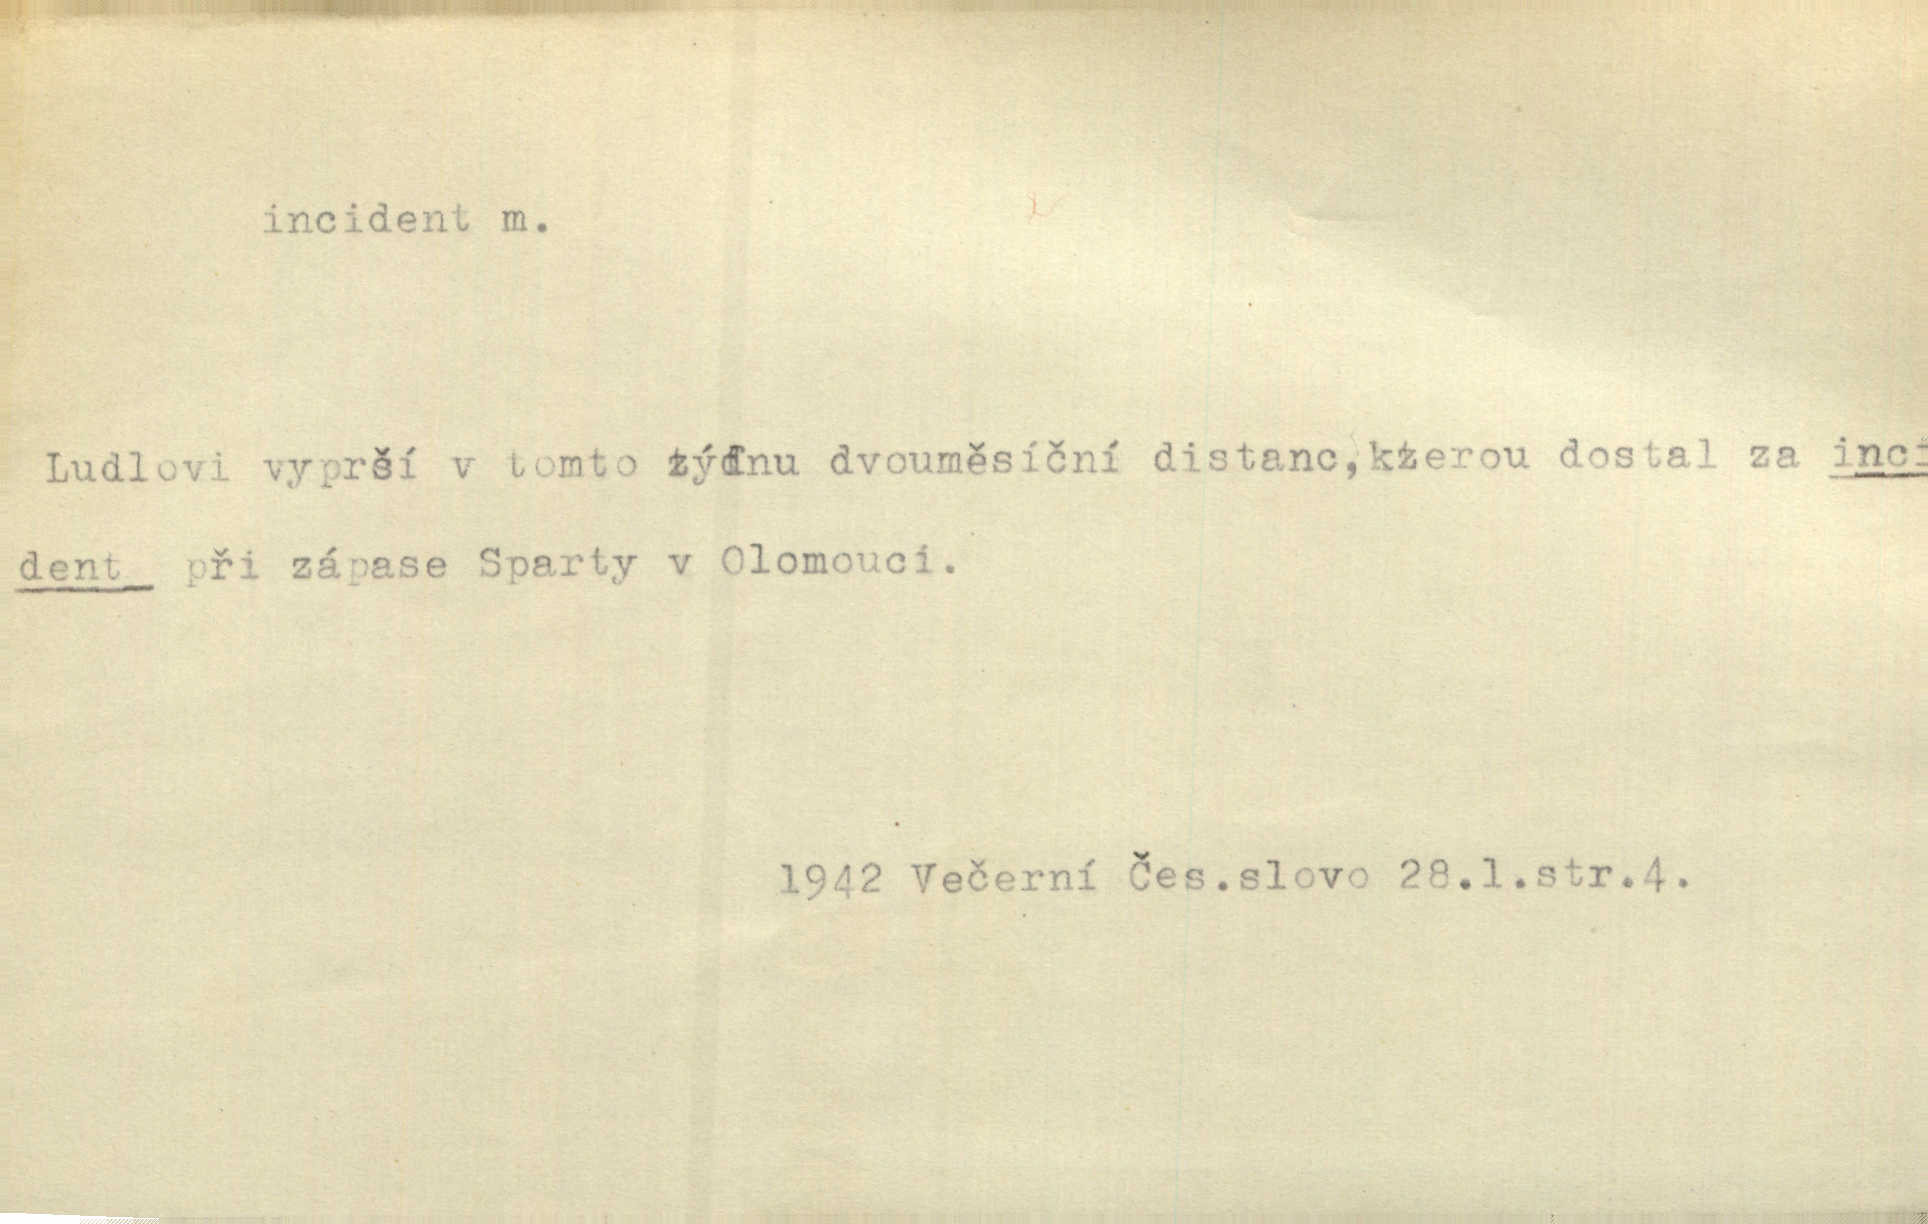 incident m.
Ludlovi vyprší v tomto týdnu dvouměsíční distanc,kterou dostal za inci
dent při zápase Sparty v Olomouci.
1942 Večerní Čes.slovo 28.1.str.4.